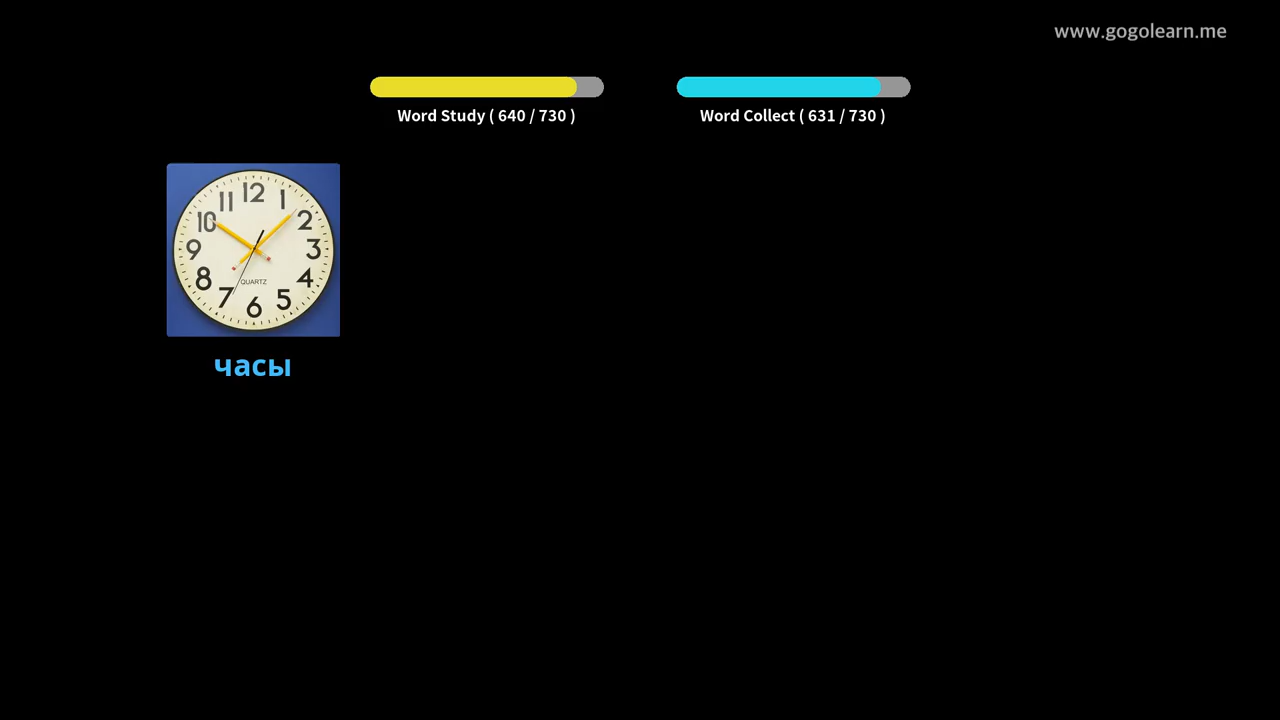 www.gogolearn.me
Word Study ( 640 / 730 )
Word Collect ( 631 / 730 )
12
11
1
10
2
9
3
8
4
QUARTZ
7
5
6
часы